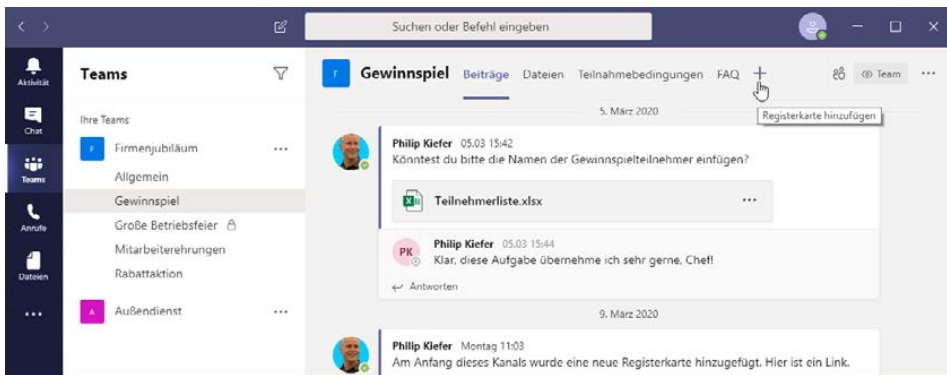 Suchen oder Befehl eingeben
Aktivität
Chat
Teams
Anrufe
Dateien
Teams
Ihre Teams
F Firmenjubiläum
Allgemein
Gewinnspiel
Große Betriebsfeier
Mitarbeiterehrungen
Rabattaktion
A Außendienst
F Gewinnspiel Beiträge Dateien Teilnahmebedingungen FAQ Team
Registerkarte hinzufügen
5. März 2020
Philip Kiefer 05.03 15:42
Könntest du bitte die Namen der Gewinnspielteilnehmer einfügen?
Teilnehmerliste.xlsx
PK Philip Kiefer 05.03 15:44
Klar, diese Aufgabe übernehme ich sehr gerne, Chef!
Antworten
9. März 2020
Philip Kiefer Montag 11:03
Am Anfang dieses Kanals wurde eine neue Registerkarte hinzugefügt. Hier ist ein Link.